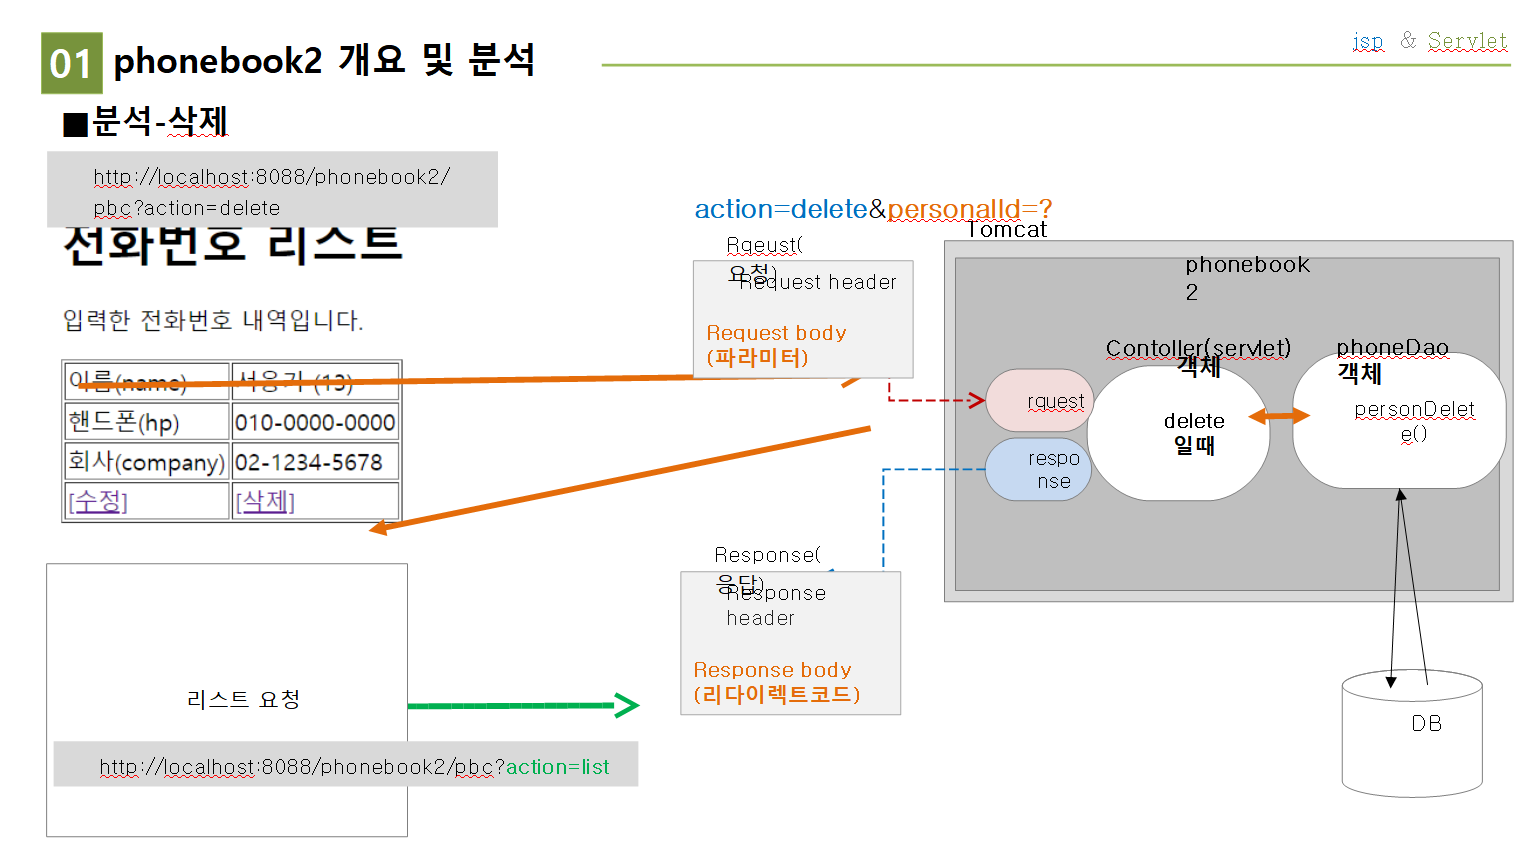 01 phonebook2 개요 및 분석
jsp & Servlet
■분석-삭제
http://localhost:8088/phonebook2/
pbc?action=delete
전화번호 리스트
입력한 전화번호 내역입니다.
이름(name) 서웅기 (13)
핸드폰(hp) 010-0000-0000
회사(company) 02-1234-5678
[수정] [삭제]
action=delete&personalId=?
Rqeust(
요청)
Request header
Request body
(파라미터)
Tomcat
phonebook
2
Contoller(servlet)
객체
phoneDao
객체
rquest
delete
일때
personDelet
e()
respo
nse
Response(
응답)
Response
header
Response body
(리다이렉트코드)
DB
리스트 요청
http://localhost:8088/phonebook2/pbc?action=list